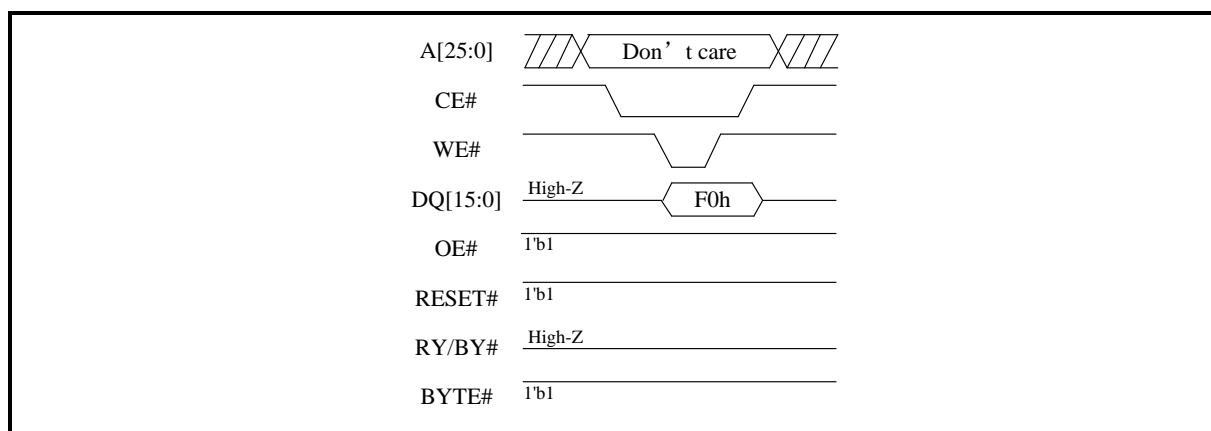 A[25:0] Don’ t care
CE#
WE#
DQ[15:0] High-Z F0h
OE# 1'b1
RESET# 1'b1
RY/BY# High-Z
BYTE# 1'b1